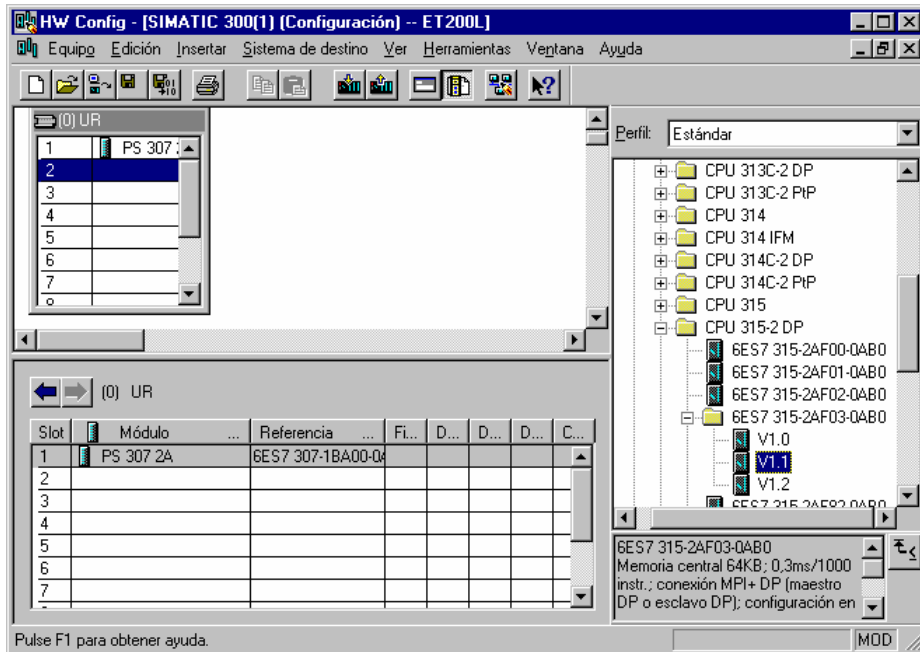 HW Config - [SIMATIC 300(1) (Configuración) -- ET200L]
Equipo Edición Insertar Sistema de destino Ver Herramientas Ventana Ayuda
(0) UR
1 PS 307
2
3
4
5
6
7
Perfil: Estándar
CPU 313C-2 DP
CPU 313C-2 PtP
CPU 314
CPU 314 IFM
CPU 314C-2 DP
CPU 314C-2 PtP
CPU 315
CPU 315-2 DP
6ES7 315-2AF00-0AB0
6ES7 315-2AF01-0AB0
6ES7 315-2AF02-0AB0
6ES7 315-2AF03-0AB0
V1.0
V1.1
V1.2
(0) UR
Slot Módulo ... Referencia ... Fi... D... D... D... C...
1 PS 307 2A 6ES7 307-1BA00-0A
2
3
4
5
6
7
6ES7 315-2AF03-0AB0
Memoria central 64KB; 0,3ms/1000
instr.; conexión MPI+ DP (maestro
DP o esclavo DP); configuración en
Pulse F1 para obtener ayuda.
MOD